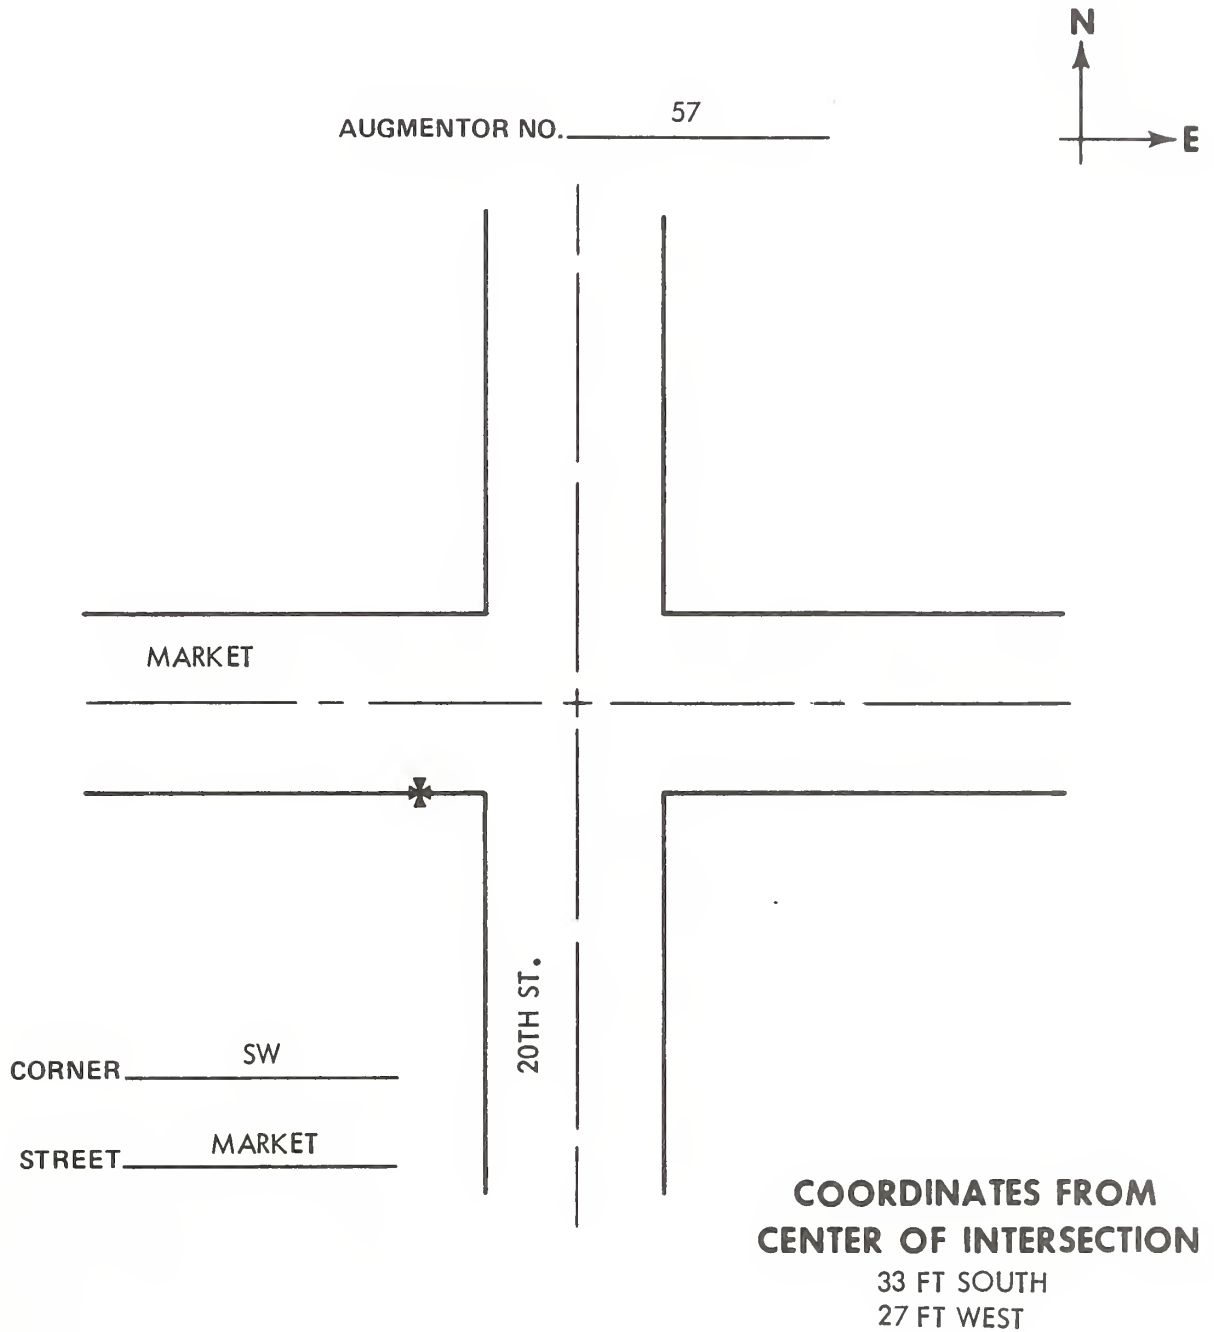 N
AUGMENTOR NO. 57
E
MARKET
20TH ST.
CORNER SW
STREET MARKET
COORDINATES FROM
CENTER OF INTERSECTION
33 FT SOUTH
27 FT WEST